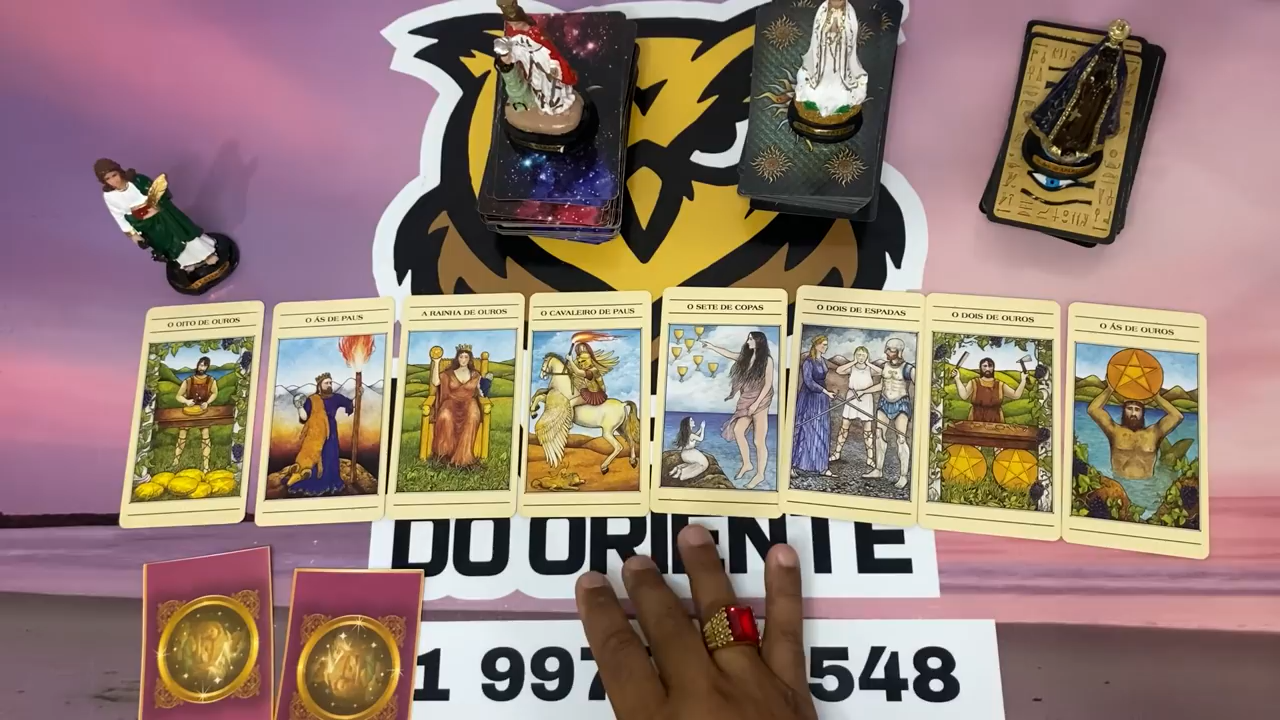 O OITO DE OUROS
O ÁS DE PAUS
A RAINHA DE OUROS
O CAVALEIRO DE PAUS
O SETE DE COPAS
O DOIS DE ESPADAS
O DOIS DE OUROS
O ÁS DE OUROS
DO ORIENTE
1 997 548